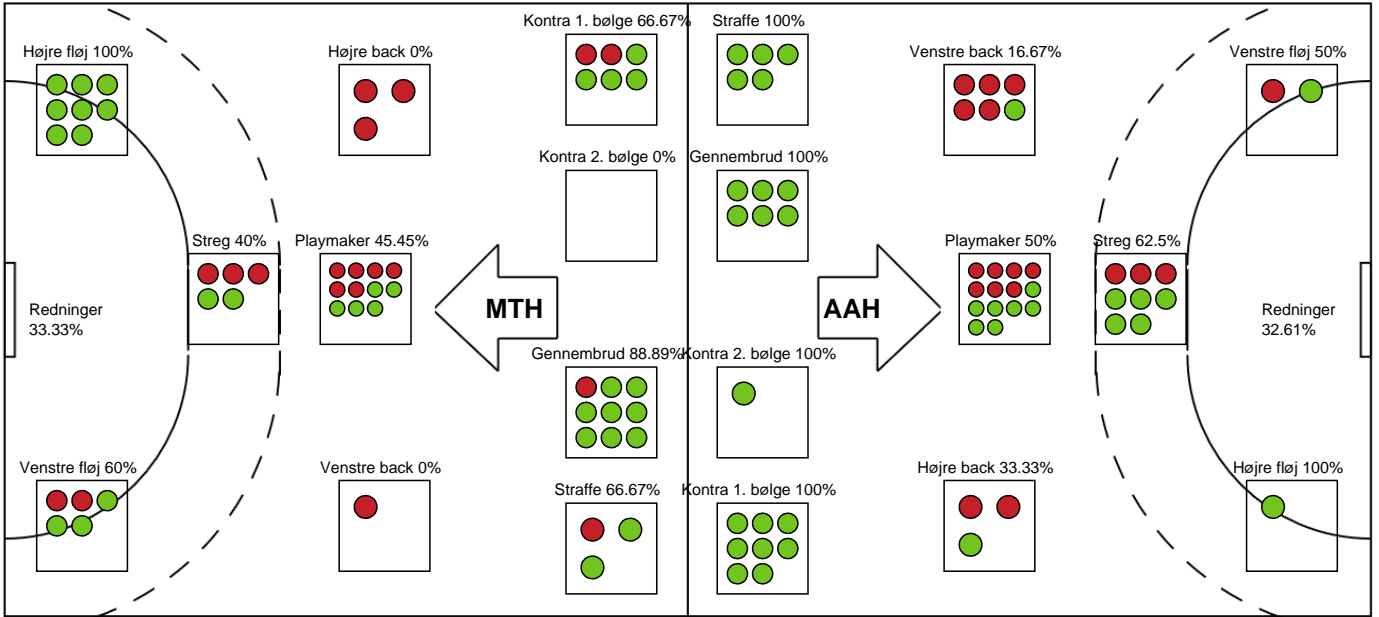 Kontra 1. bølge 66.67%
Straffe 100%
Højre fløj 100%
Højre back 0%
Venstre back 16.67%
Venstre fløj 50%
Kontra 2. bølge 0%
Gennembrud 100%
Streg 40%
Playmaker 45.45%
Playmaker 50%
Streg 62.5%
Redninger
33.33%
MTH
AAH
Redninger
32.61%
Gennembrud 88.89%
Kontra 2. bølge 100%
Venstre fløj 60%
Venstre back 0%
Straffe 66.67%
Kontra 1. bølge 100%
Højre back 33.33%
Højre fløj 100%